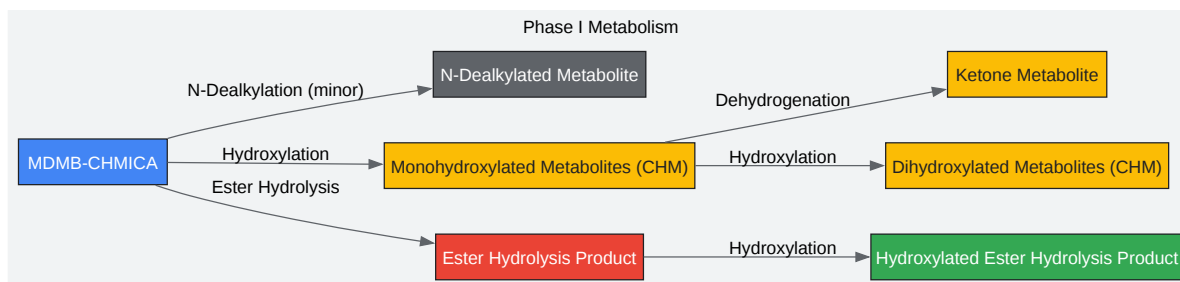 Phase I Metabolism
N-Dealkylation (minor)
N-Dealkylated Metabolite
Dehydrogenation
Ketone Metabolite
MDMB-CHMICA
Hydroxylation
Monohydroxylated Metabolites (CHM)
Hydroxylation
Dihydroxylated Metabolites (CHM)
Ester Hydrolysis
Ester Hydrolysis Product
Hydroxylation
Hydroxylated Ester Hydrolysis Product